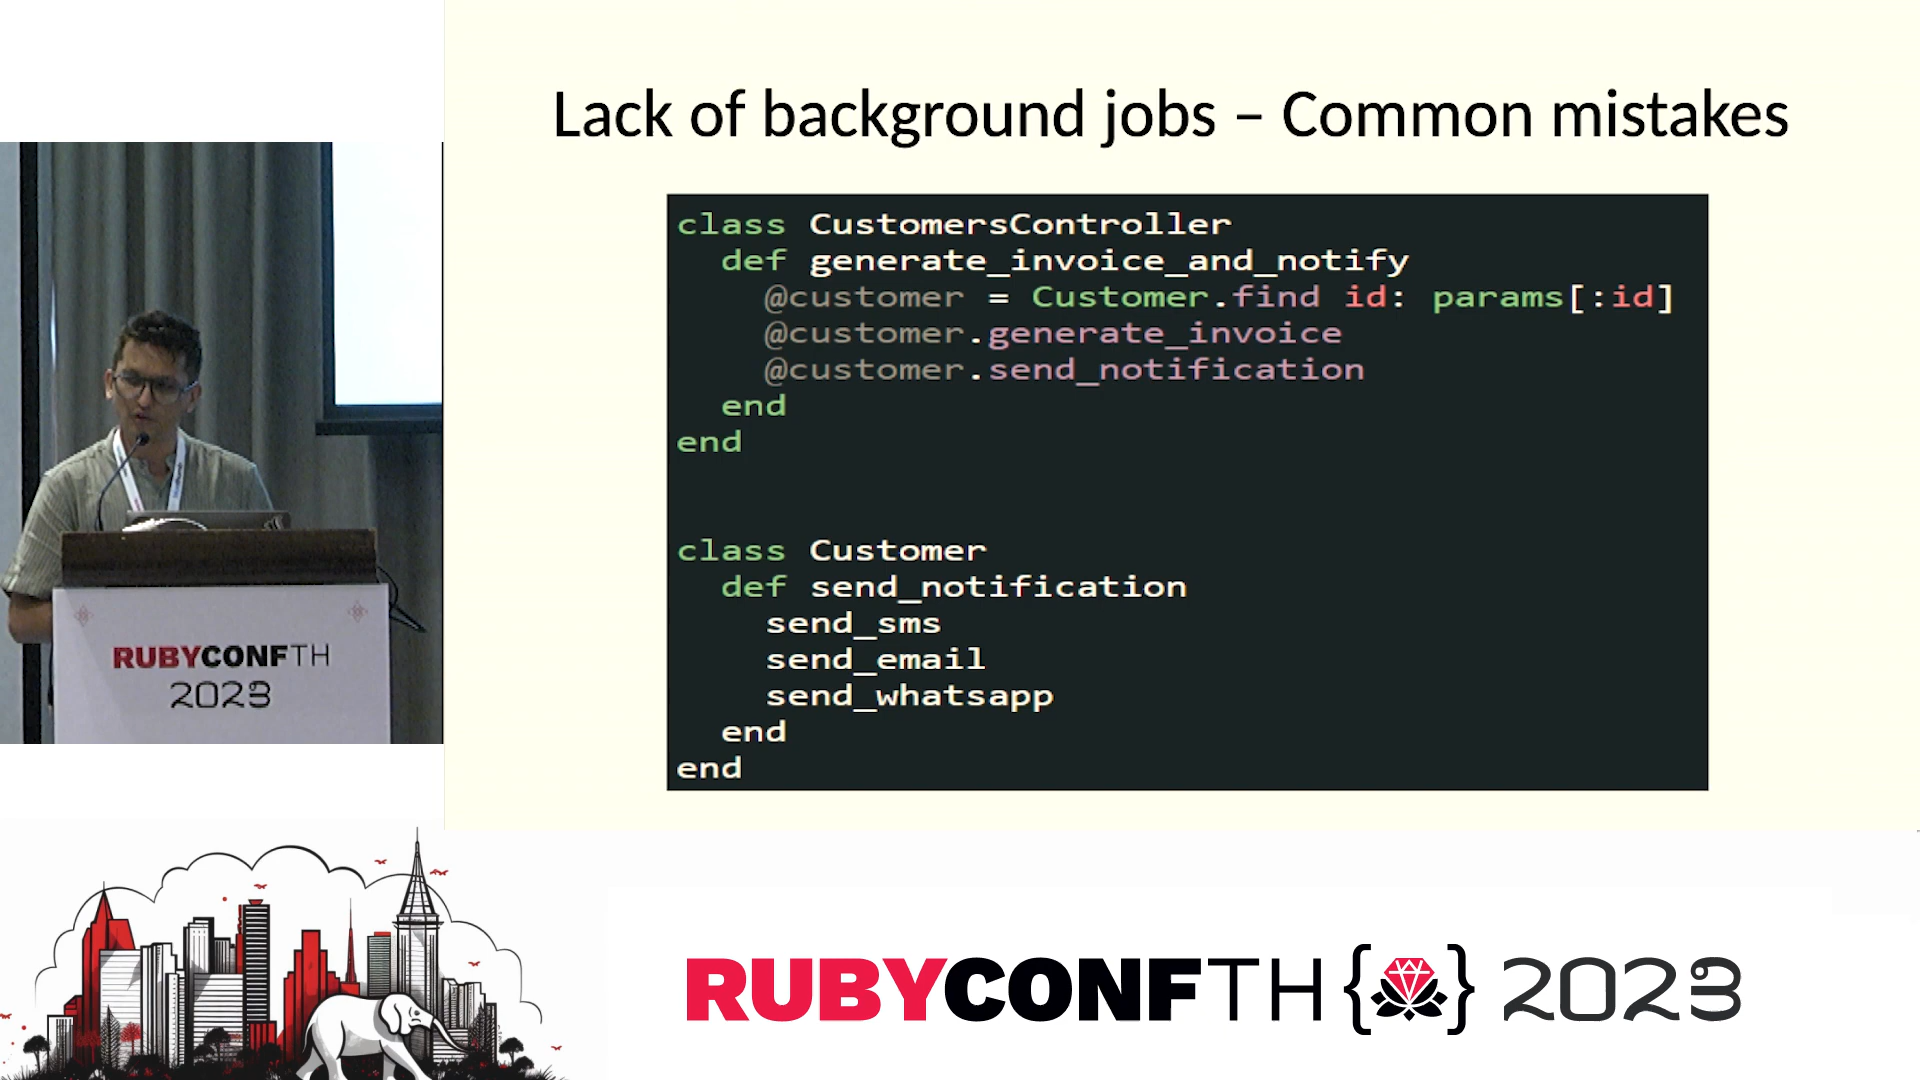 Lack of background jobs – Common mistakes
class CustomersController
  def generate_invoice_and_notify
    @customer = Customer.find id: params[:id]
    @customer.generate_invoice
    @customer.send_notification
  end
end
class Customer
  def send_notification
    send_sms
    send_email
    send_whatsapp
  end
end
RUBYCONFTH
2023
RUBYCONFTH { } 2023